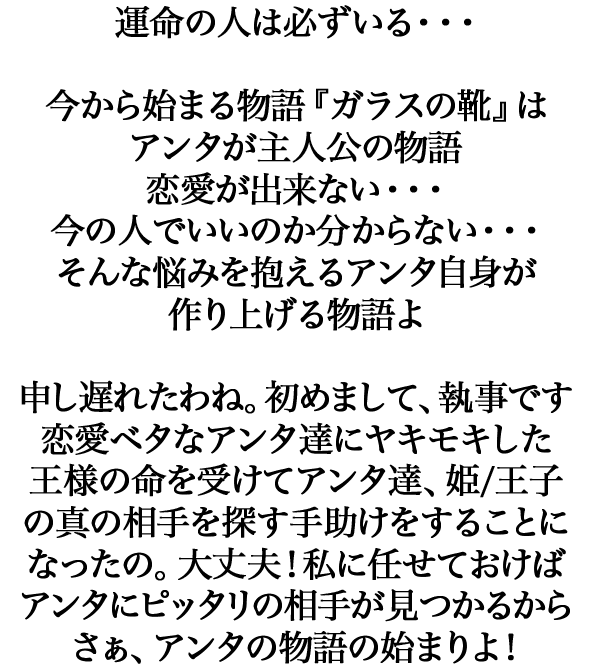 運命の人は必ずいる・・・
今から始まる物語『ガラスの靴』は
アンタが主人公の物語
恋愛が出来ない・・・
今の人でいいのか分からない・・・
そんな悩みを抱えるアンタ自身が
作り上げる物語よ
申し遅れたわね。初めまして、執事です
恋愛ベタなアンタ達にヤキモキした
王様の命を受けてアンタ達、姫/王子
の真の相手を探す手助けをすることに
なったの。大丈夫！私に任せておけば
アンタにピッタリの相手が見つかるから
さぁ、アンタの物語の始まりよ！